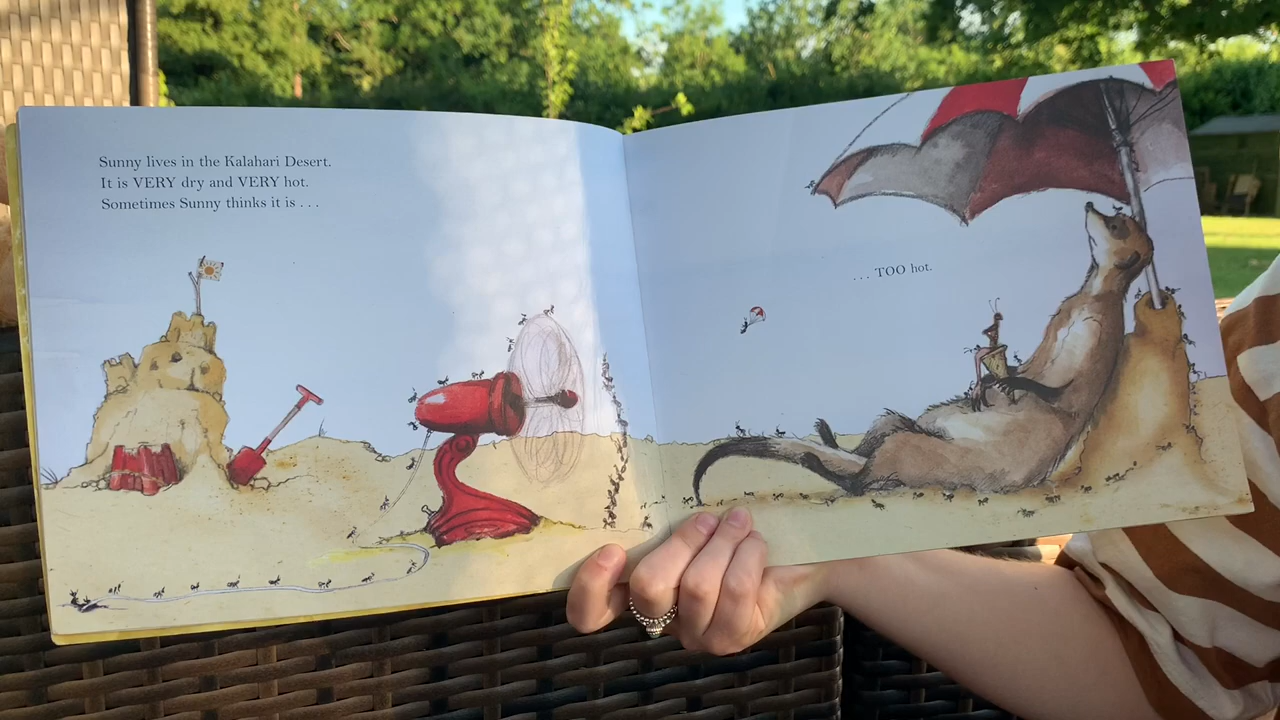 Sunny lives in the Kalahari Desert.
It is VERY dry and VERY hot.
Sometimes Sunny thinks it is . . .
. . . TOO hot.